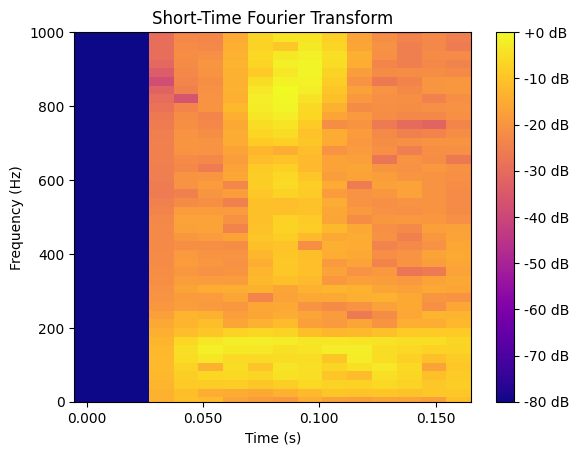 Short-Time Fourier Transform
Frequency (Hz)
1000
800
600
400
200
0
0.000
0.050
0.100
0.150
Time (s)
+0 dB
-10 dB
-20 dB
-30 dB
-40 dB
-50 dB
-60 dB
-70 dB
-80 dB